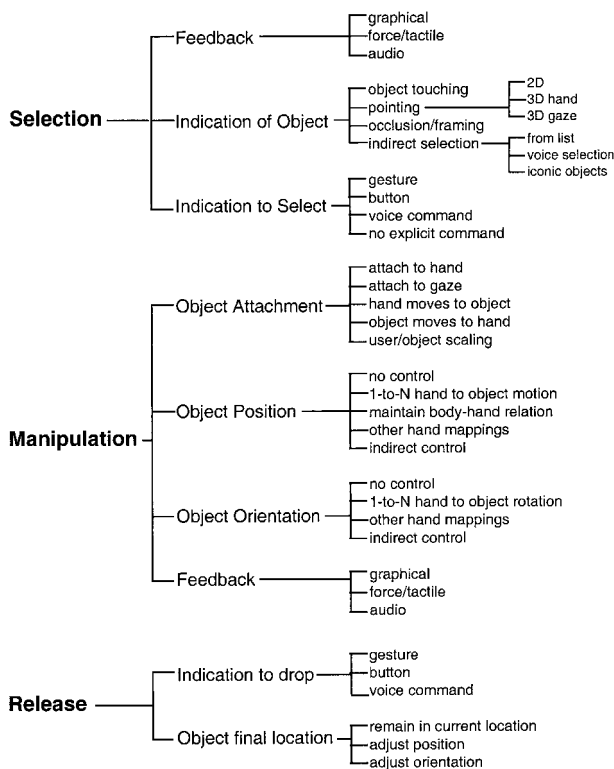 Selection
Feedback
graphical
force/tactile
audio
Indication of Object
object touching
pointing
2D
3D hand
3D gaze
occlusion/framing
indirect selection
from list
voice selection
iconic objects
Indication to Select
gesture
button
voice command
no explicit command
Manipulation
Object Attachment
attach to hand
attach to gaze
hand moves to object
object moves to hand
user/object scaling
Object Position
no control
1-to-N hand to object motion
maintain body-hand relation
other hand mappings
indirect control
Object Orientation
no control
1-to-N hand to object rotation
other hand mappings
indirect control
Feedback
graphical
force/tactile
audio
Release
Indication to drop
gesture
button
voice command
Object final location
remain in current location
adjust position
adjust orientation